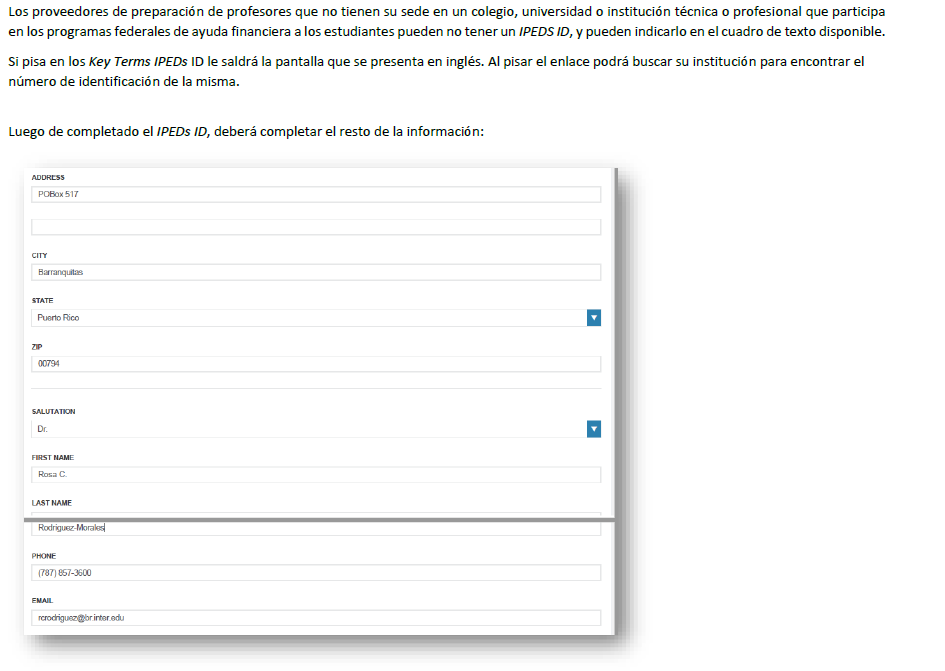 Los proveedores de preparación de profesores que no tienen su sede en un colegio, universidad o institución técnica o profesional que participa
en los programas federales de ayuda financiera a los estudiantes pueden no tener un IPEDS ID, y pueden indicarlo en el cuadro de texto disponible.
Si pisa en los Key Terms IPEDs ID le saldrá la pantalla que se presenta en inglés. Al pisar el enlace podrá buscar su institución para encontrar el
número de identificación de la misma.
Luego de completado el IPEDs ID, deberá completar el resto de la información:
ADDRESS
POBox 517
CITY
Barranquitas
STATE
Puerto Rico
ZIP
00794
SALUTATION
Dr.
FIRST NAME
Rosa C.
LAST NAME
Rodriguez-Morales
PHONE
(787) 857-3600
EMAIL
rcrodriguez@br.inter.edu